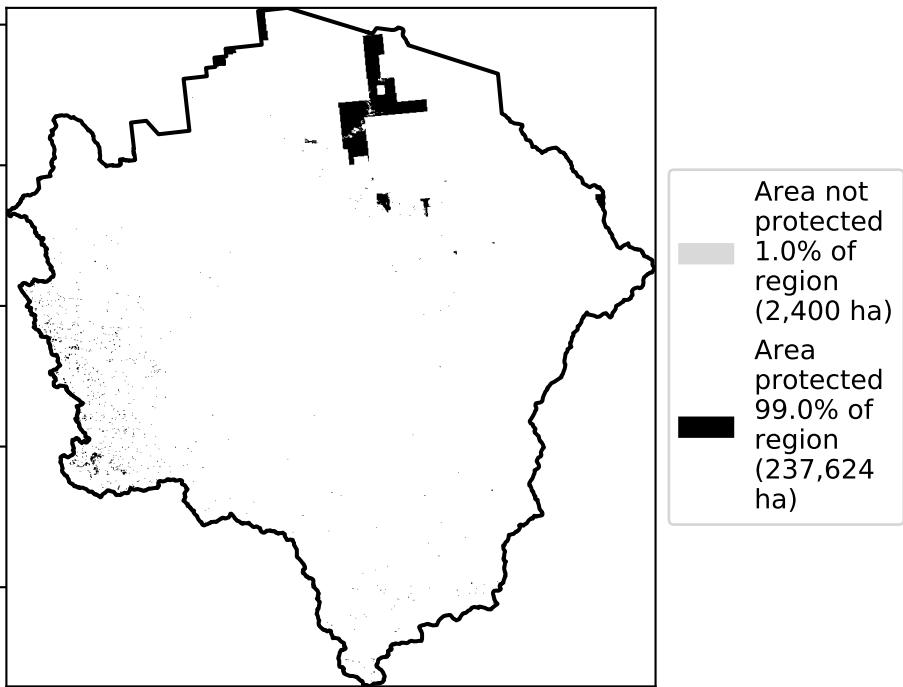 Area not
protected
1.0% of
region
(2,400 ha)
Area
protected
99.0% of
region
(237,624
ha)